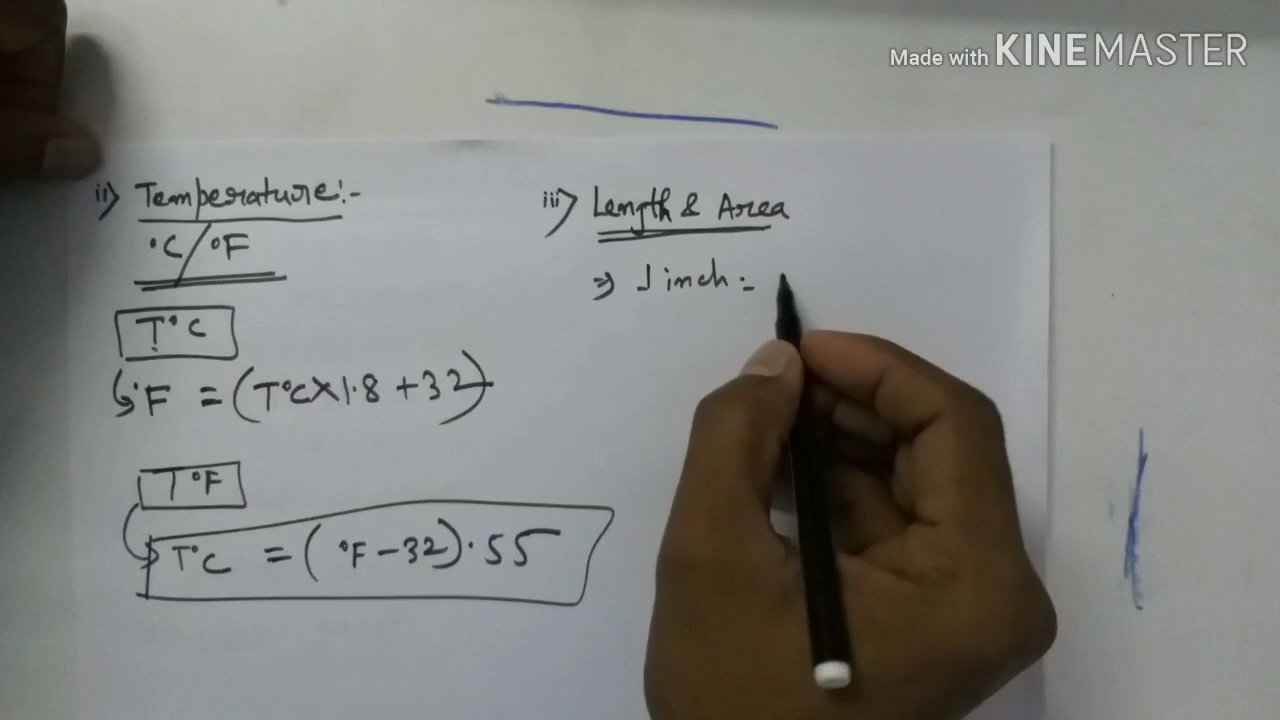 Made with KINEMASTER
ii) Temperature:-
°C/°F
T°C
°F = (T°C×1.8 +32)
T°F
T°C = (°F-32)·55
iii) Length & Area
⇒ 1 inch =